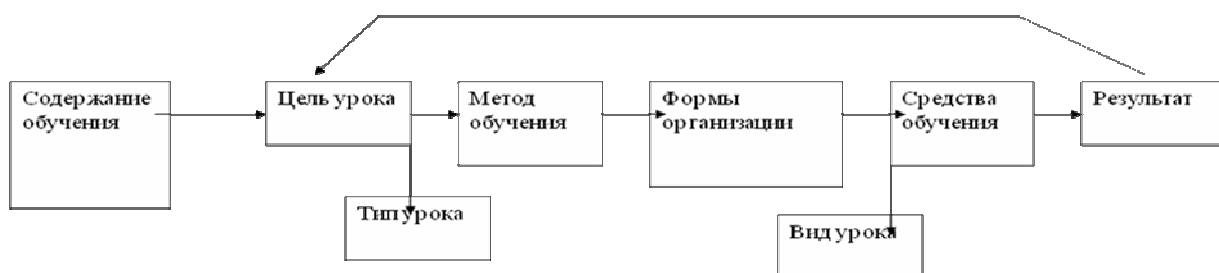 Содержание
обучения
Цель урока
Метод
обучения
Формы
организации
Средства
обучения
Результат
Тип урока
Вид урока